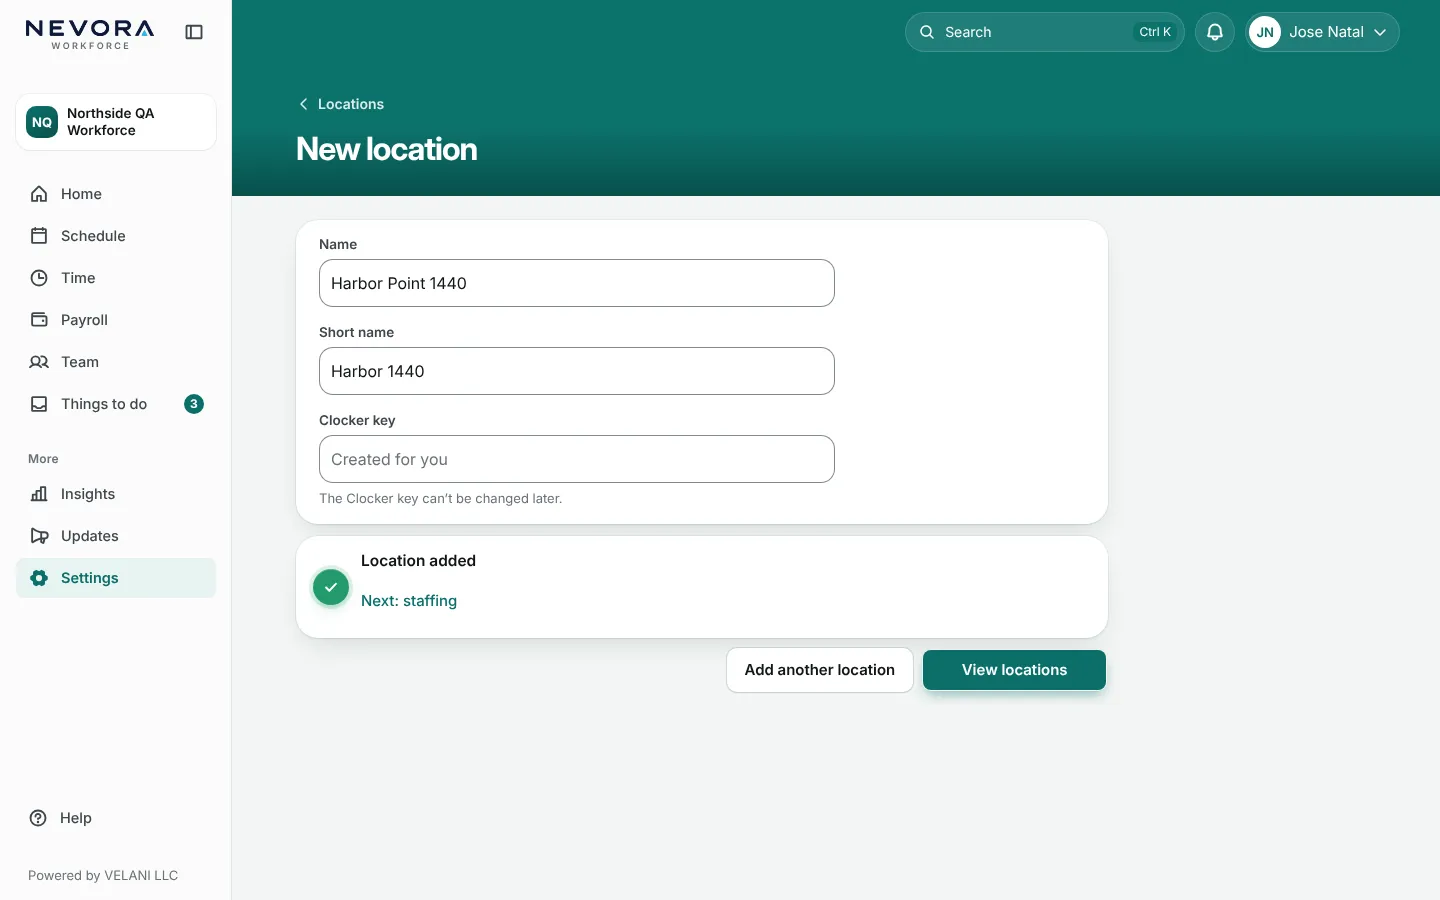 NEVORA
WORKFORCE
Search
Ctrl K
JN
Jose Natal
NQ
Northside QA
Workforce
Locations
New location
Home
Schedule
Time
Payroll
Team
Things to do
3
More
Insights
Updates
Settings
Name
Harbor Point 1440
Short name
Harbor 1440
Clocker key
Created for you
The Clocker key can’t be changed later.
Location added
Next: staffing
Add another location
View locations
Help
Powered by VELANI LLC